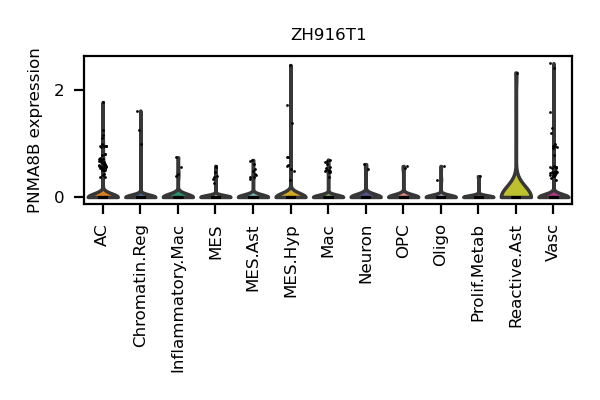 ZH916T1
PNMA8B expression
2
0
AC
Chromatin.Reg
Inflammatory.Mac
MES
MES.Ast
MES.Hyp
Mac
Neuron
OPC
Oligo
Prolif.Metab
Reactive.Ast
Vasc